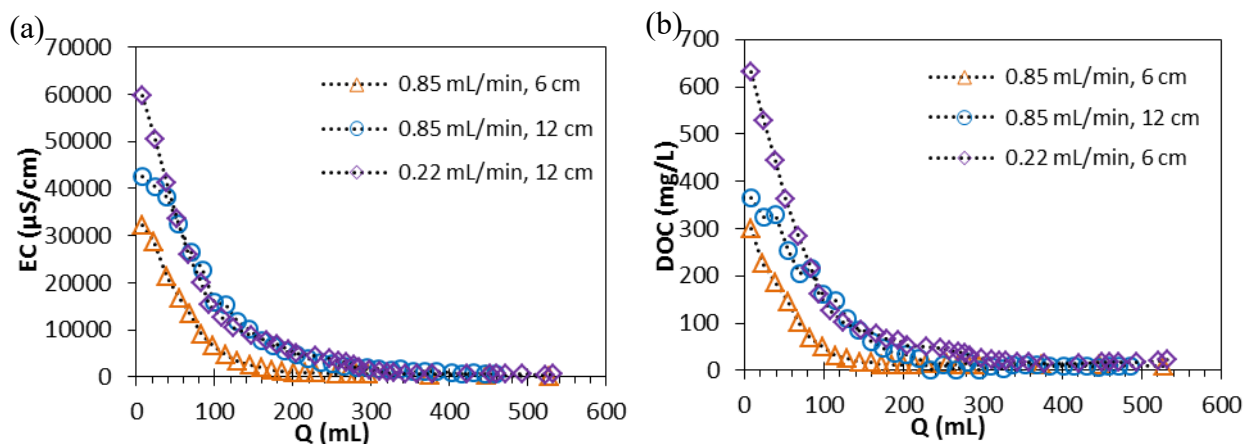 (a)
70000
60000
50000
40000
30000
20000
10000
0
EC (µS/cm)
0 100 200 300 400 500 600
Q (mL)
0.85 mL/min, 6 cm
0.85 mL/min, 12 cm
0.22 mL/min, 12 cm
(b)
700
600
500
400
300
200
100
0
DOC (mg/L)
0 100 200 300 400 500 600
Q (mL)
0.85 mL/min, 6 cm
0.85 mL/min, 12 cm
0.22 mL/min, 6 cm